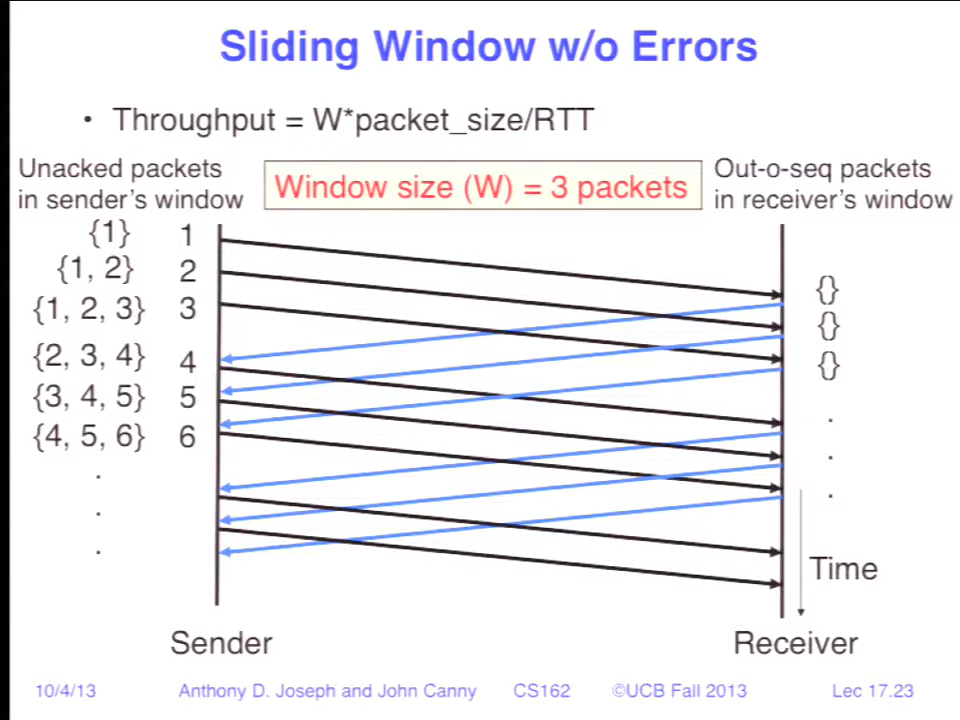 Sliding Window w/o Errors
• Throughput = W*packet_size/RTT
Unacked packets
in sender's window
Window size (W) = 3 packets
Out-o-seq packets
in receiver's window
{1} 1
{1, 2} 2
{1, 2, 3} 3
{2, 3, 4} 4
{3, 4, 5} 5
{4, 5, 6} 6
.
.
.
{}
{}
{}
.
.
.
Time
Sender
Receiver
10/4/13 Anthony D. Joseph and John Canny CS162 ©UCB Fall 2013 Lec 17.23